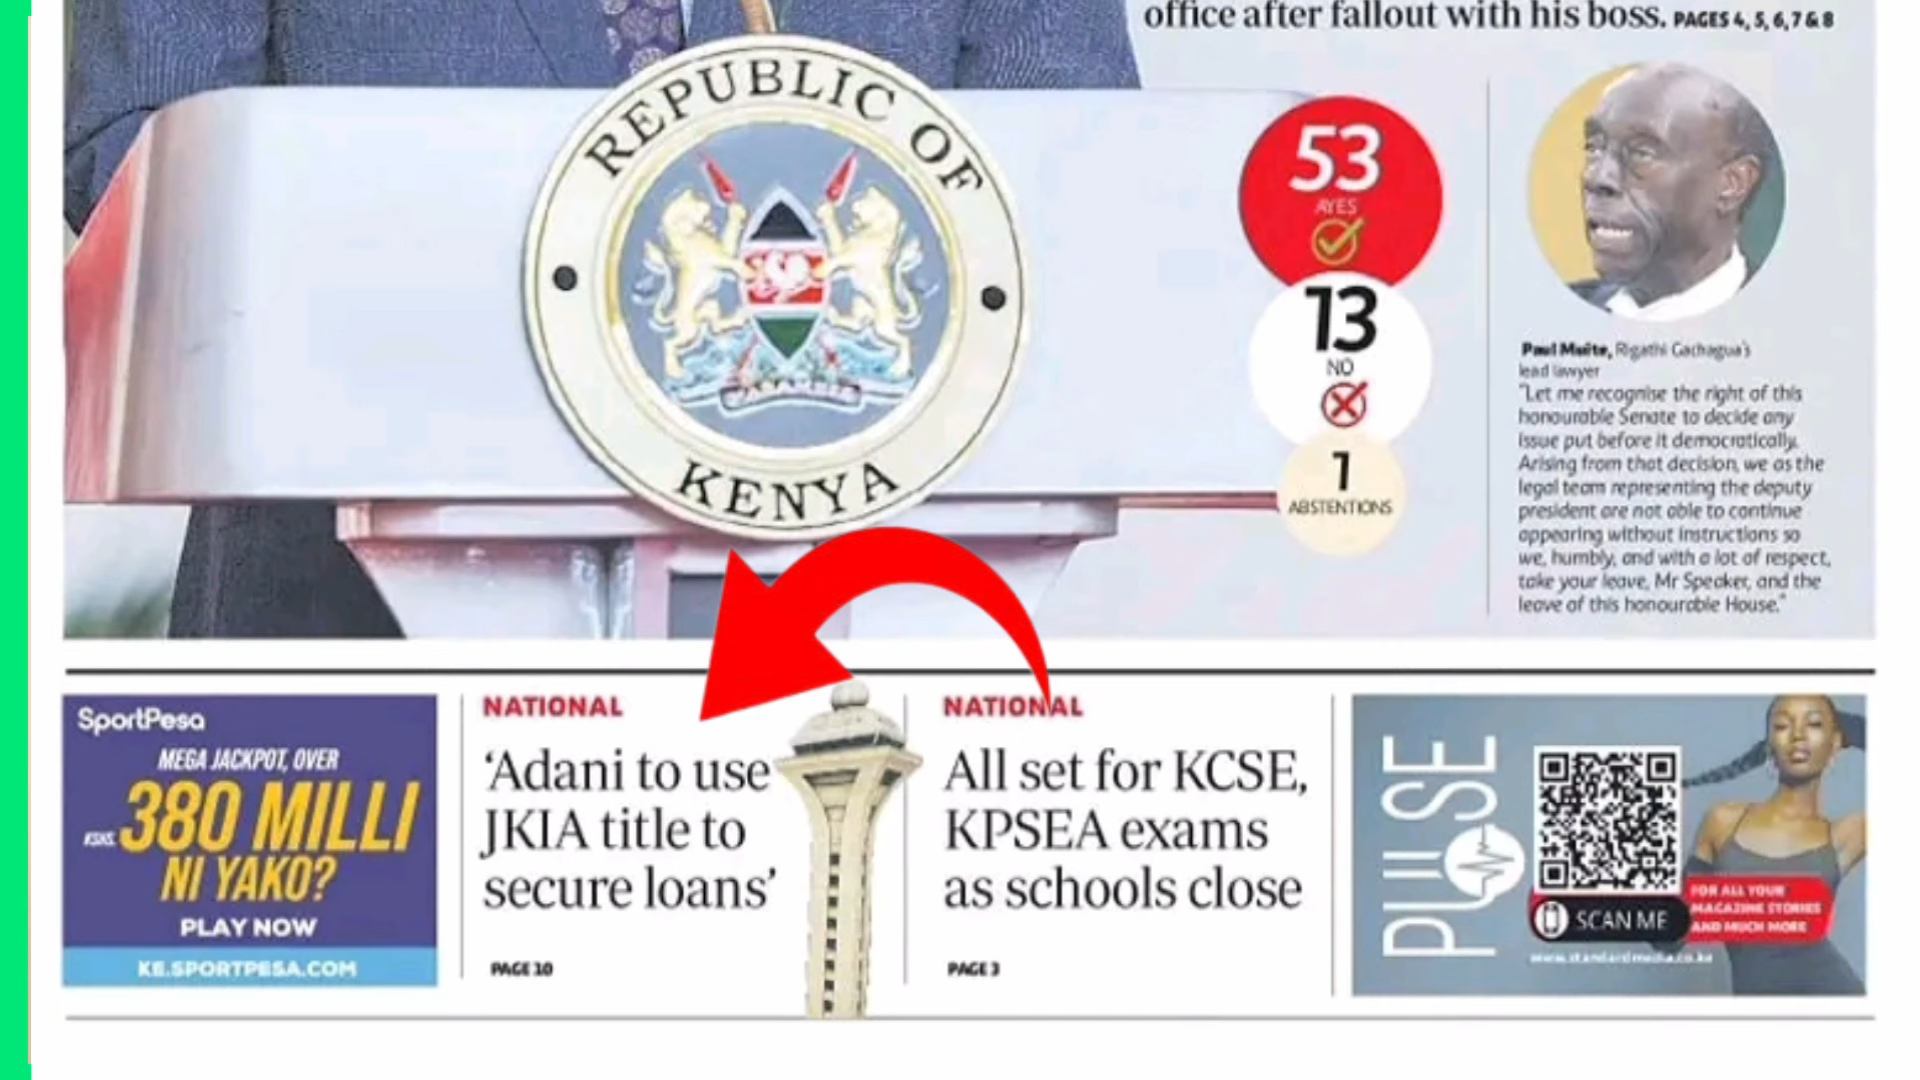 office after fallout with his boss. PAGES 4, 5, 6, 7 & 8
REPUBLIC OF
KENYA
53
AYES
13
NO
1
ABSTENTIONS
Paul Muite, Rigathi Gachagua's
lead lawyer
"Let me recognise the right of this
honourable Senate to decide any
issue put before it democratically.
Arising from that decision, we as the
legal team representing the deputy
president are not able to continue
appearing without instructions so
we, humbly, and with a lot of respect,
take your leave, Mr Speaker, and the
leave of this honourable House."
SportPesa
MEGA JACKPOT, OVER
KSHS. 380 MILLI
NI YAKO?
PLAY NOW
KE.SPORTPESA.COM
NATIONAL
'Adani to use
JKIA title to
secure loans'
PAGE 10
NATIONAL
All set for KCSE,
KPSEA exams
as schools close
PAGE 3
PULSE
SCAN ME
FOR ALL YOUR
MAGAZINE STORIES
AND MUCH MORE
www.standardmedia.co.ke